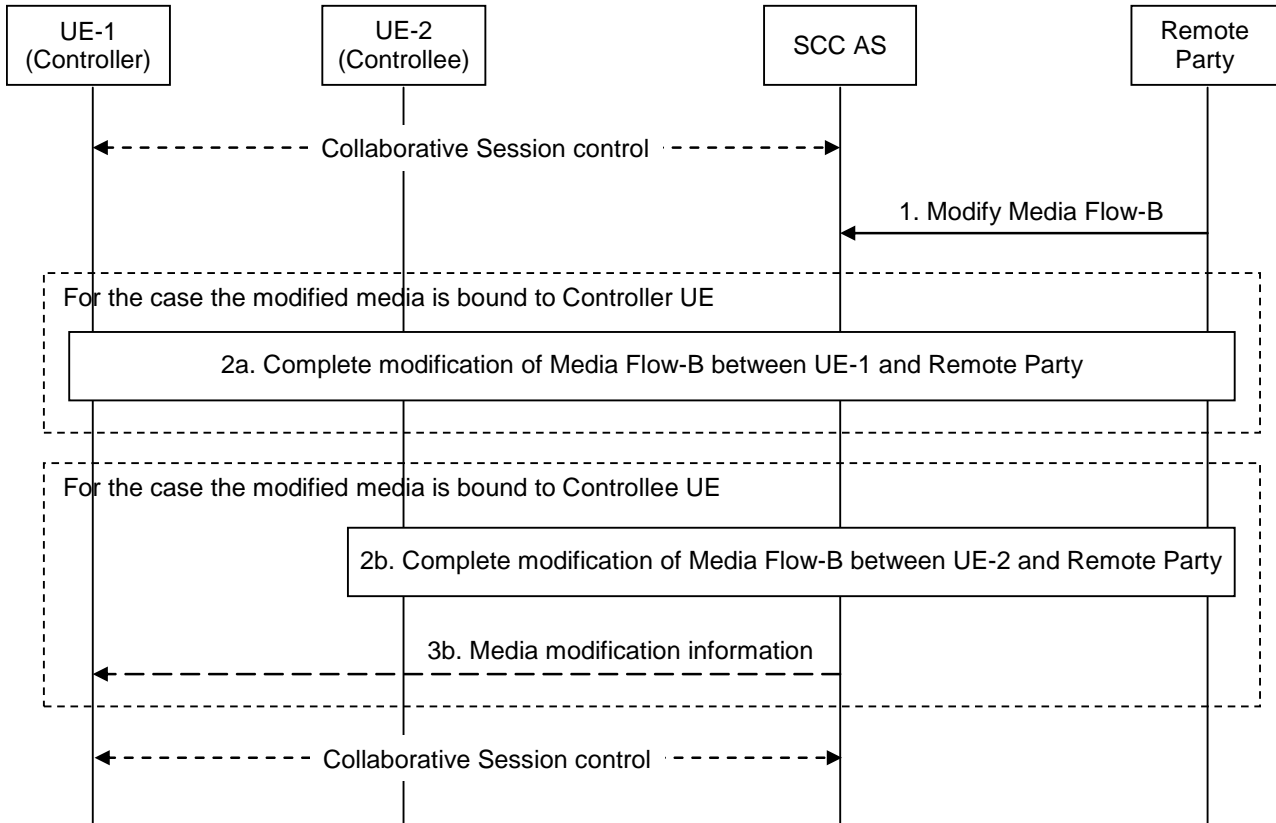 UE-1
(Controller)
UE-2
(Controllee)
SCC AS
Remote
Party
Collaborative Session control
1. Modify Media Flow-B
For the case the modified media is bound to Controller UE
2a. Complete modification of Media Flow-B between UE-1 and Remote Party
For the case the modified media is bound to Controllee UE
2b. Complete modification of Media Flow-B between UE-2 and Remote Party
3b. Media modification information
Collaborative Session control